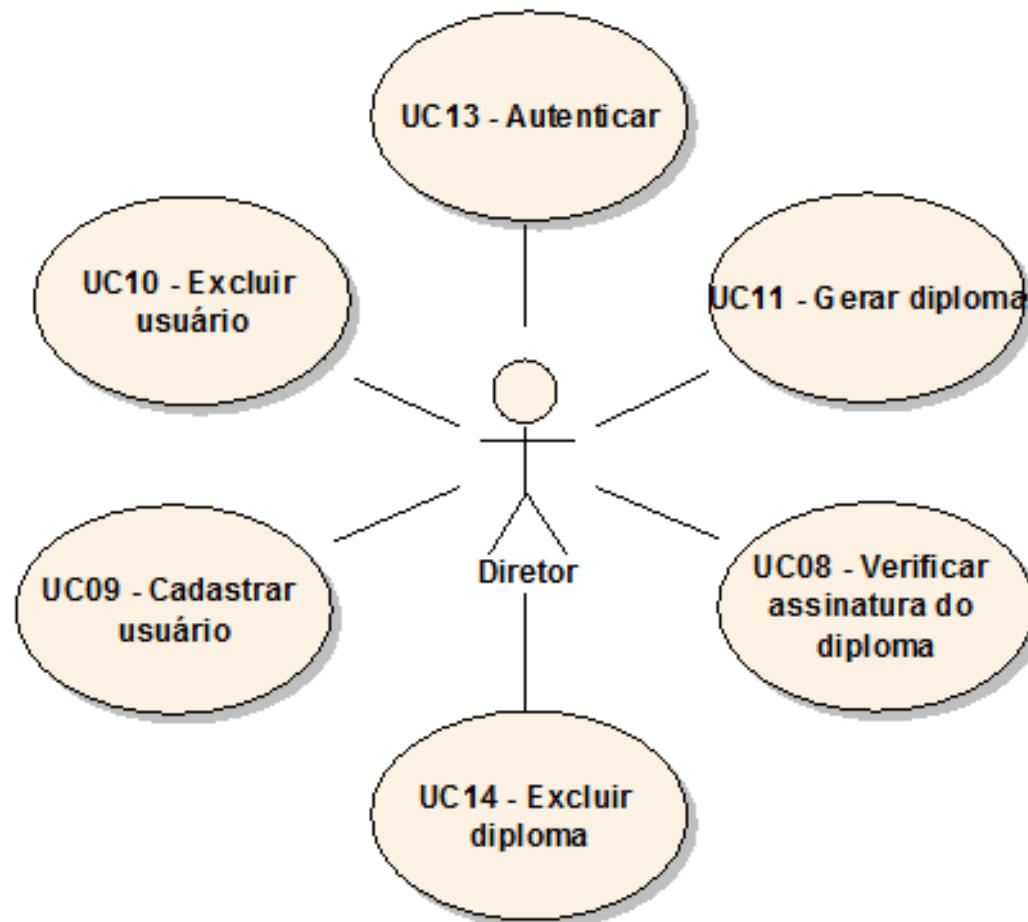 UC13 - Autenticar
UC10 - Excluir
usuário
UC11 - Gerar diploma
Diretor
UC09 - Cadastrar
usuário
UC08 - Verificar
assinatura do
diploma
UC14 - Excluir
diploma